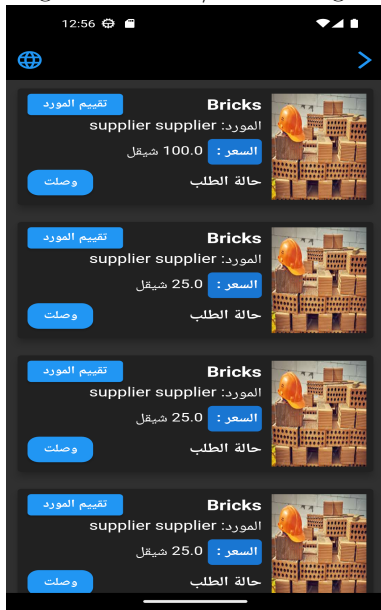 12:56
Bricks
تقييم المورد
المورد: supplier supplier
السعر : 100.0 شيقل
حالة الطلب
وصلت
Bricks
تقييم المورد
المورد: supplier supplier
السعر : 25.0 شيقل
حالة الطلب
وصلت
Bricks
تقييم المورد
المورد: supplier supplier
السعر : 25.0 شيقل
حالة الطلب
وصلت
Bricks
تقييم المورد
المورد: supplier supplier
السعر : 25.0 شيقل
حالة الطلب
وصلت